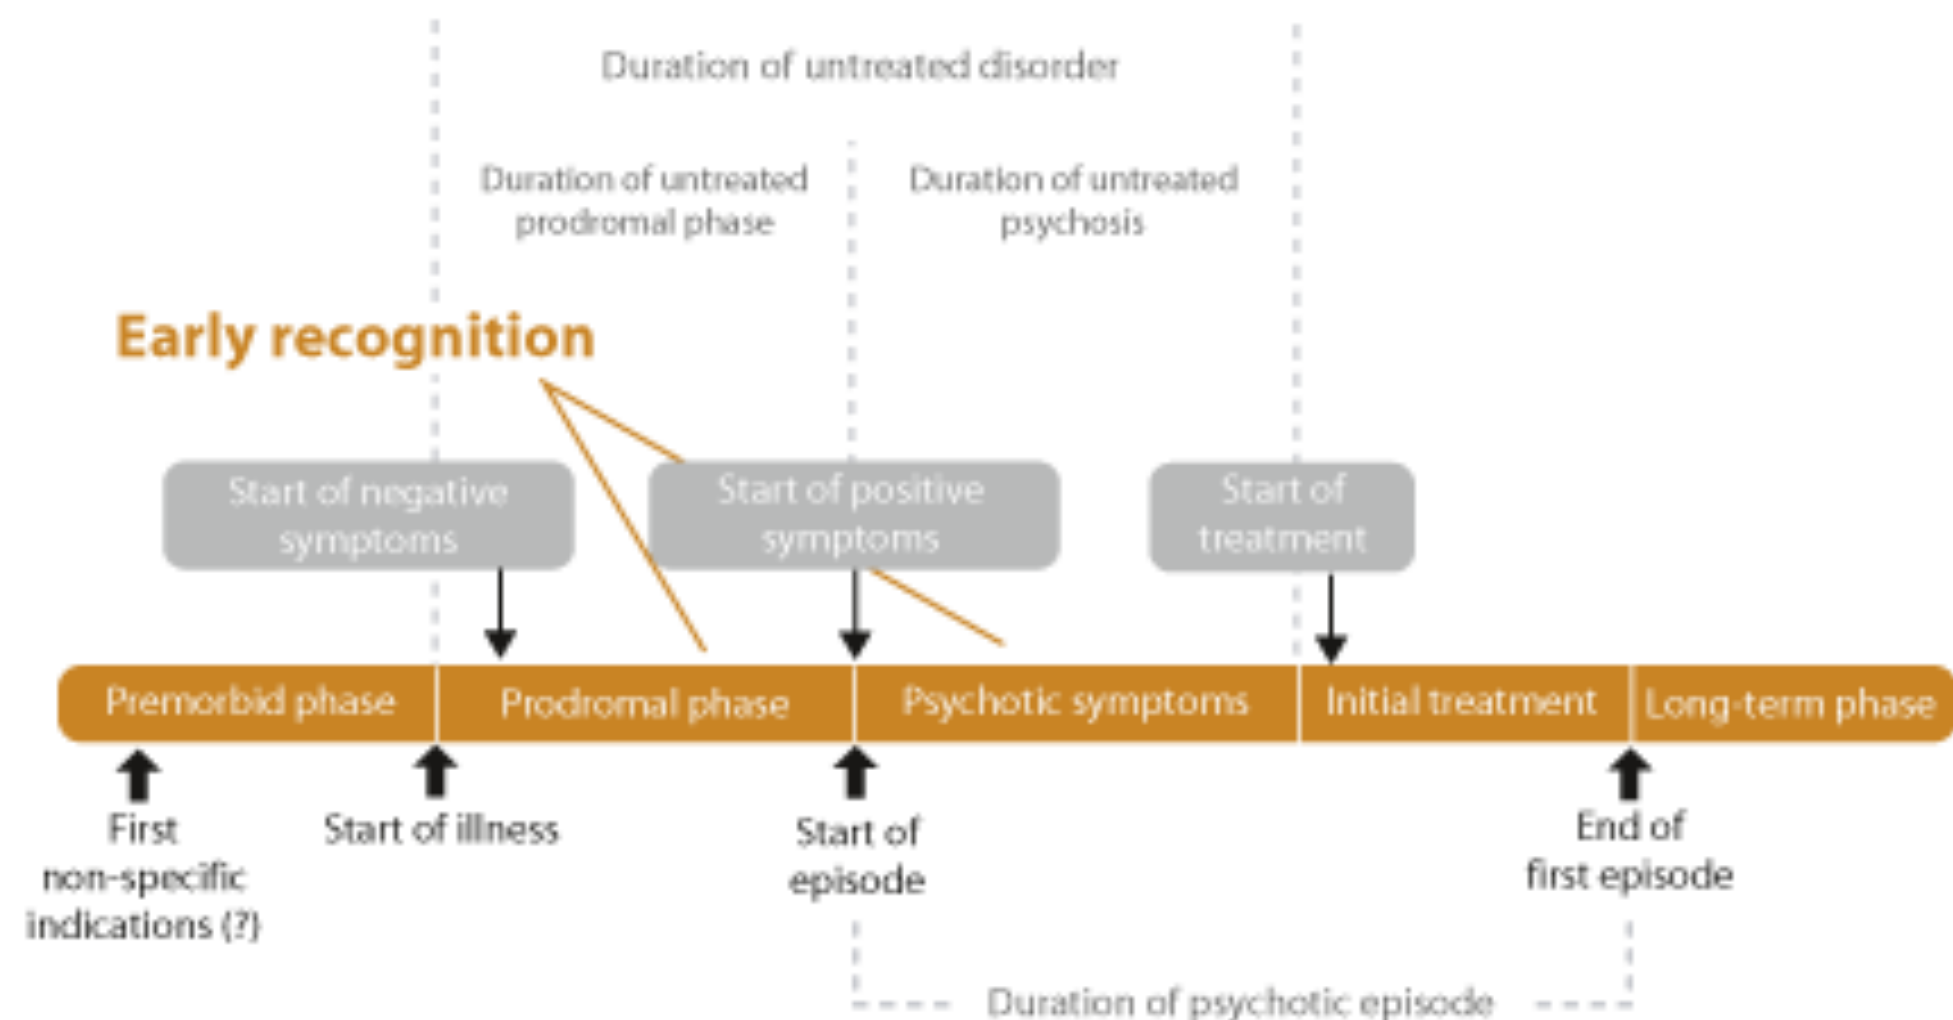 Duration of untreated disorder
Duration of untreated
prodromal phase
Duration of untreated
psychosis
Early recognition
Start of negative
symptoms
Start of positive
symptoms
Start of
treatment
Premorbid phase
Prodromal phase
Psychotic symptoms
Initial treatment
Long-term phase
First
non-specific
indications (?)
Start of illness
Start of
episode
End of
first episode
Duration of psychotic episode